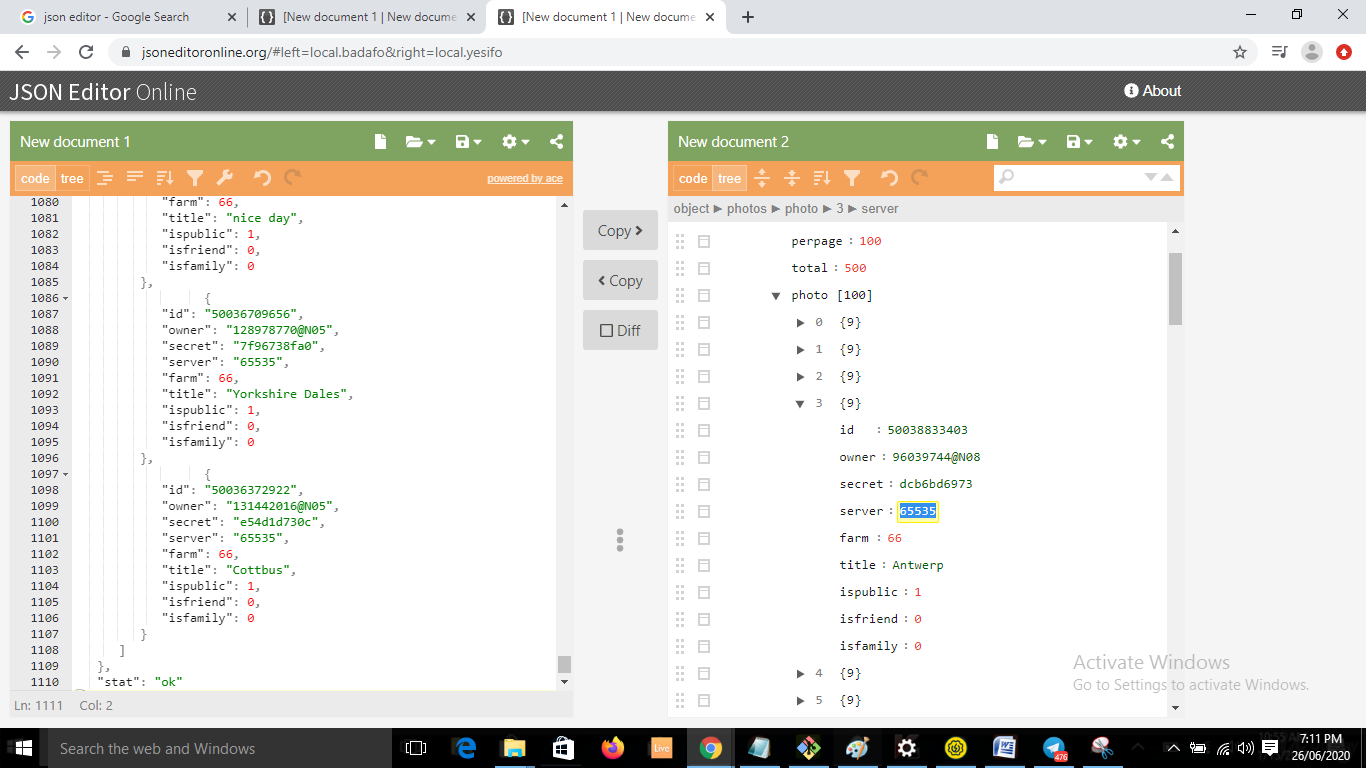 json editor - Google Search
[New document 1 | New docume
[New document 1 | New docume
jsoneditoronline.org/#left=local.badafo&right=local.yesifo
JSON Editor Online
About
New document 1
code tree
powered by ace
1080 "farm": 66,
1081 "title": "nice day",
1082 "ispublic": 1,
1083 "isfriend": 0,
1084 "isfamily": 0
1085 },
1086 {
1087 "id": "50036709656",
1088 "owner": "128978770@N05",
1089 "secret": "7f96738fa0",
1090 "server": "65535",
1091 "farm": 66,
1092 "title": "Yorkshire Dales",
1093 "ispublic": 1,
1094 "isfriend": 0,
1095 "isfamily": 0
1096 },
1097 {
1098 "id": "50036372922",
1099 "owner": "131442016@N05",
1100 "secret": "e54d1d730c",
1101 "server": "65535",
1102 "farm": 66,
1103 "title": "Cottbus",
1104 "ispublic": 1,
1105 "isfriend": 0,
1106 "isfamily": 0
1107 }
1108 ]
1109 },
1110 "stat": "ok"
Ln: 1111 Col: 2
Copy >
< Copy
Diff
New document 2
code tree
object ► photos ► photo ► 3 ► server
perpage : 100
total : 500
▼ photo [100]
► 0 {9}
► 1 {9}
► 2 {9}
▼ 3 {9}
id : 50038833403
owner : 96039744@N08
secret : dcb6bd6973
server : 65535
farm : 66
title : Antwerp
ispublic : 1
isfriend : 0
isfamily : 0
► 4 {9}
► 5 {9}
Activate Windows
Go to Settings to activate Windows.
Search the web and Windows
Live
476
7:11 PM
26/06/2020